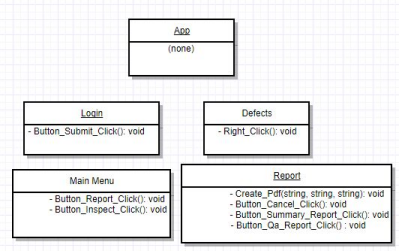 App
(none)
Login
- Button_Submit_Click(): void
Defects
- Right_Click(): void
Main Menu
- Button_Report_Click(): void
- Button_Inspect_Click(): void
Report
- Create_Pdf(string, string, string): void
- Button_Cancel_Click(): void
- Button_Summary_Report_Click(): void
- Button_Qa_Report_Click() : void